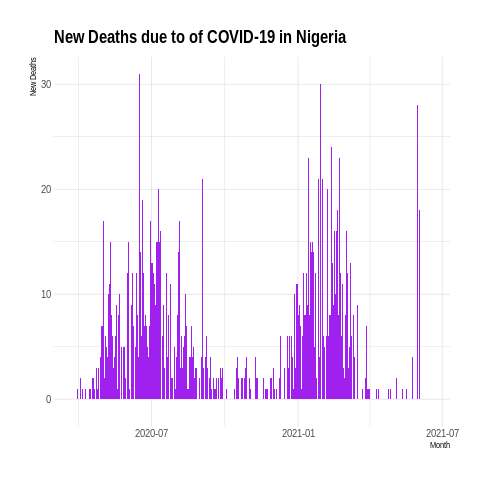 New Deaths due to of COVID-19 in Nigeria
New Deaths
30
20
10
0
2020-07
2021-01
2021-07
Month